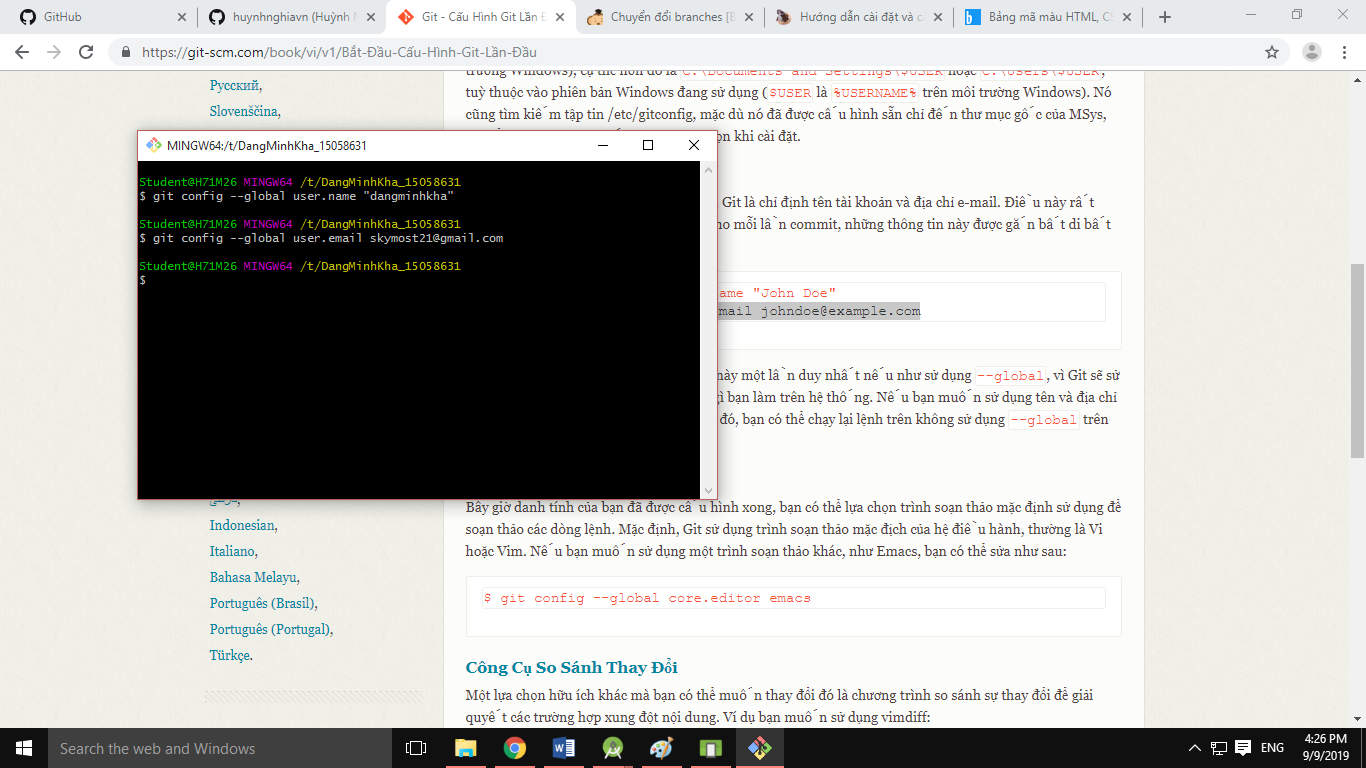 GitHub
huynhnghiavn (Huỳnh
Git - Cấu Hình Git Lần
Chuyển đổi branches [
Hướng dẫn cài đặt và c
Bảng mã màu HTML, CS
https://git-scm.com/book/vi/v1/Bắt-Đầu-Cấu-Hình-Git-Lần-Đầu
Русский,
Slovenščina,
trường Windows), cụ thể hơn đó là C:\Documents and Settings\$USER hoặc C:\Users\$USER,
tuỳ thuộc vào phiên bản Windows đang sử dụng ($USER là %USERNAME% trên môi trường Windows). Nó
cũng tìm kiếm tập tin /etc/gitconfig, mặc dù nó đã được cấu hình sẵn chỉ đến thư mục gốc của MSys,
ọn khi cài đặt.
MINGW64:/t/DangMinhKha_15058631
Student@H71M26 MINGW64 /t/DangMinhKha_15058631
$ git config --global user.name "dangminhkha"
Student@H71M26 MINGW64 /t/DangMinhKha_15058631
$ git config --global user.email skymost21@gmail.com
Student@H71M26 MINGW64 /t/DangMinhKha_15058631
$
Git là chỉ định tên tài khoản và địa chỉ e-mail. Điều này rất
ho mỗi lần commit, những thông tin này được gắn bất di bất
ame "John Doe"
mail johndoe@example.com
này một lần duy nhất nếu như sử dụng --global, vì Git sẽ sử
gì bạn làm trên hệ thống. Nếu bạn muốn sử dụng tên và địa chỉ
đó, bạn có thể chạy lại lệnh trên không sử dụng --global trên
Indonesian,
Italiano,
Bahasa Melayu,
Português (Brasil),
Português (Portugal),
Türkçe.
Bây giờ danh tính của bạn đã được cấu hình xong, bạn có thể lựa chọn trình soạn thảo mặc định sử dụng để
soạn thảo các dòng lệnh. Mặc định, Git sử dụng trình soạn thảo mặc địch của hệ điều hành, thường là Vi
hoặc Vim. Nếu bạn muốn sử dụng một trình soạn thảo khác, như Emacs, bạn có thể sửa như sau:
$ git config --global core.editor emacs
Công Cụ So Sánh Thay Đổi
Một lựa chọn hữu ích khác mà bạn có thể muốn thay đổi đó là chương trình so sánh sự thay đổi để giải
quyết các trường hợp xung đột nội dung. Ví dụ bạn muốn sử dụng vimdiff:
Search the web and Windows
ENG
4:26 PM
9/9/2019